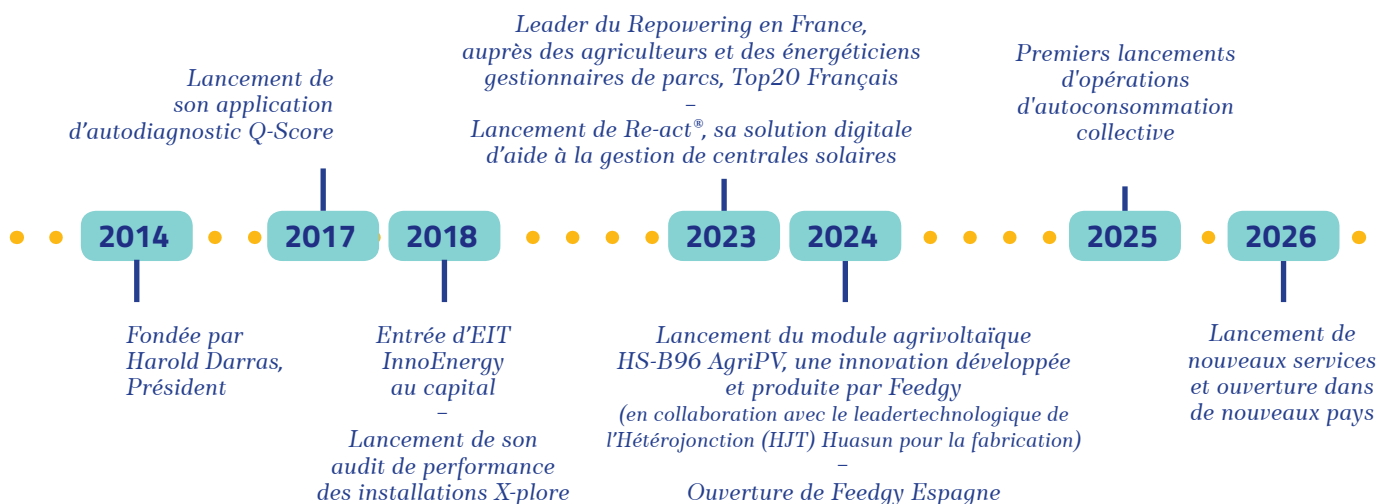 Leader du Repowering en France,
auprès des agriculteurs et des énergéticiens
gestionnaires de parcs, Top20 Français
–
Lancement de Re-act®, sa solution digitale
d'aide à la gestion de centrales solaires
Lancement de
son application
d'autodiagnostic Q-Score
Premiers lancements
d'opérations
d'autoconsommation
collective
2014
2017
2018
2023
2024
2025
2026
Fondée par
Harold Darras,
Président
Entrée d'EIT
InnoEnergy
au capital
–
Lancement de son
audit de performance
des installations X-plore
Lancement du module agrivoltaïque
HS-B96 AgriPV, une innovation développée
et produite par Feedgy
(en collaboration avec le leadertechnologique de
l'Hétérojonction (HJT) Huasun pour la fabrication)
–
Ouverture de Feedgy Espagne
Lancement de
nouveaux services
et ouverture dans
de nouveaux pays